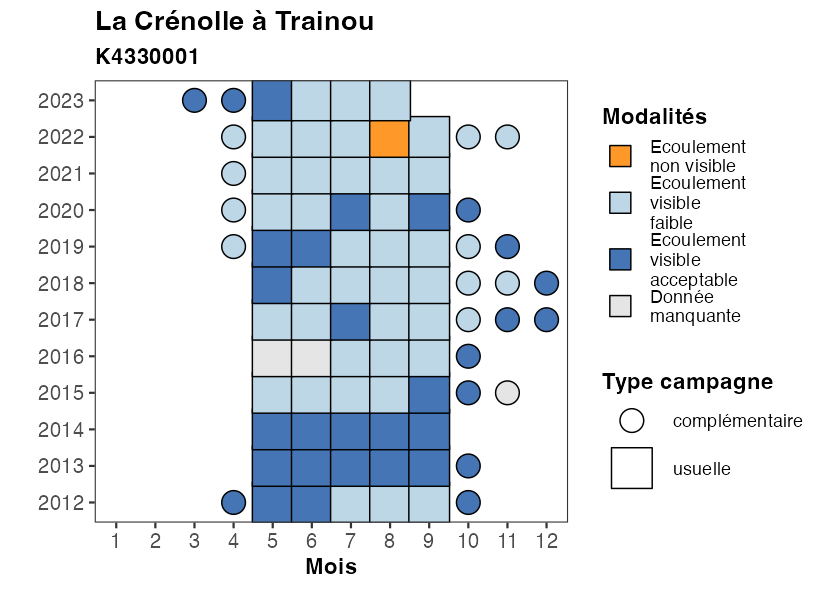 La Crénolle à Trainou
K4330001
2023
2022
2021
2020
2019
2018
2017
2016
2015
2014
2013
2012
1 2 3 4 5 6 7 8 9 10 11 12
Mois
Modalités
Ecoulement
non visible
Ecoulement
visible
faible
Ecoulement
visible
acceptable
Donnée
manquante
Type campagne
complémentaire
usuelle